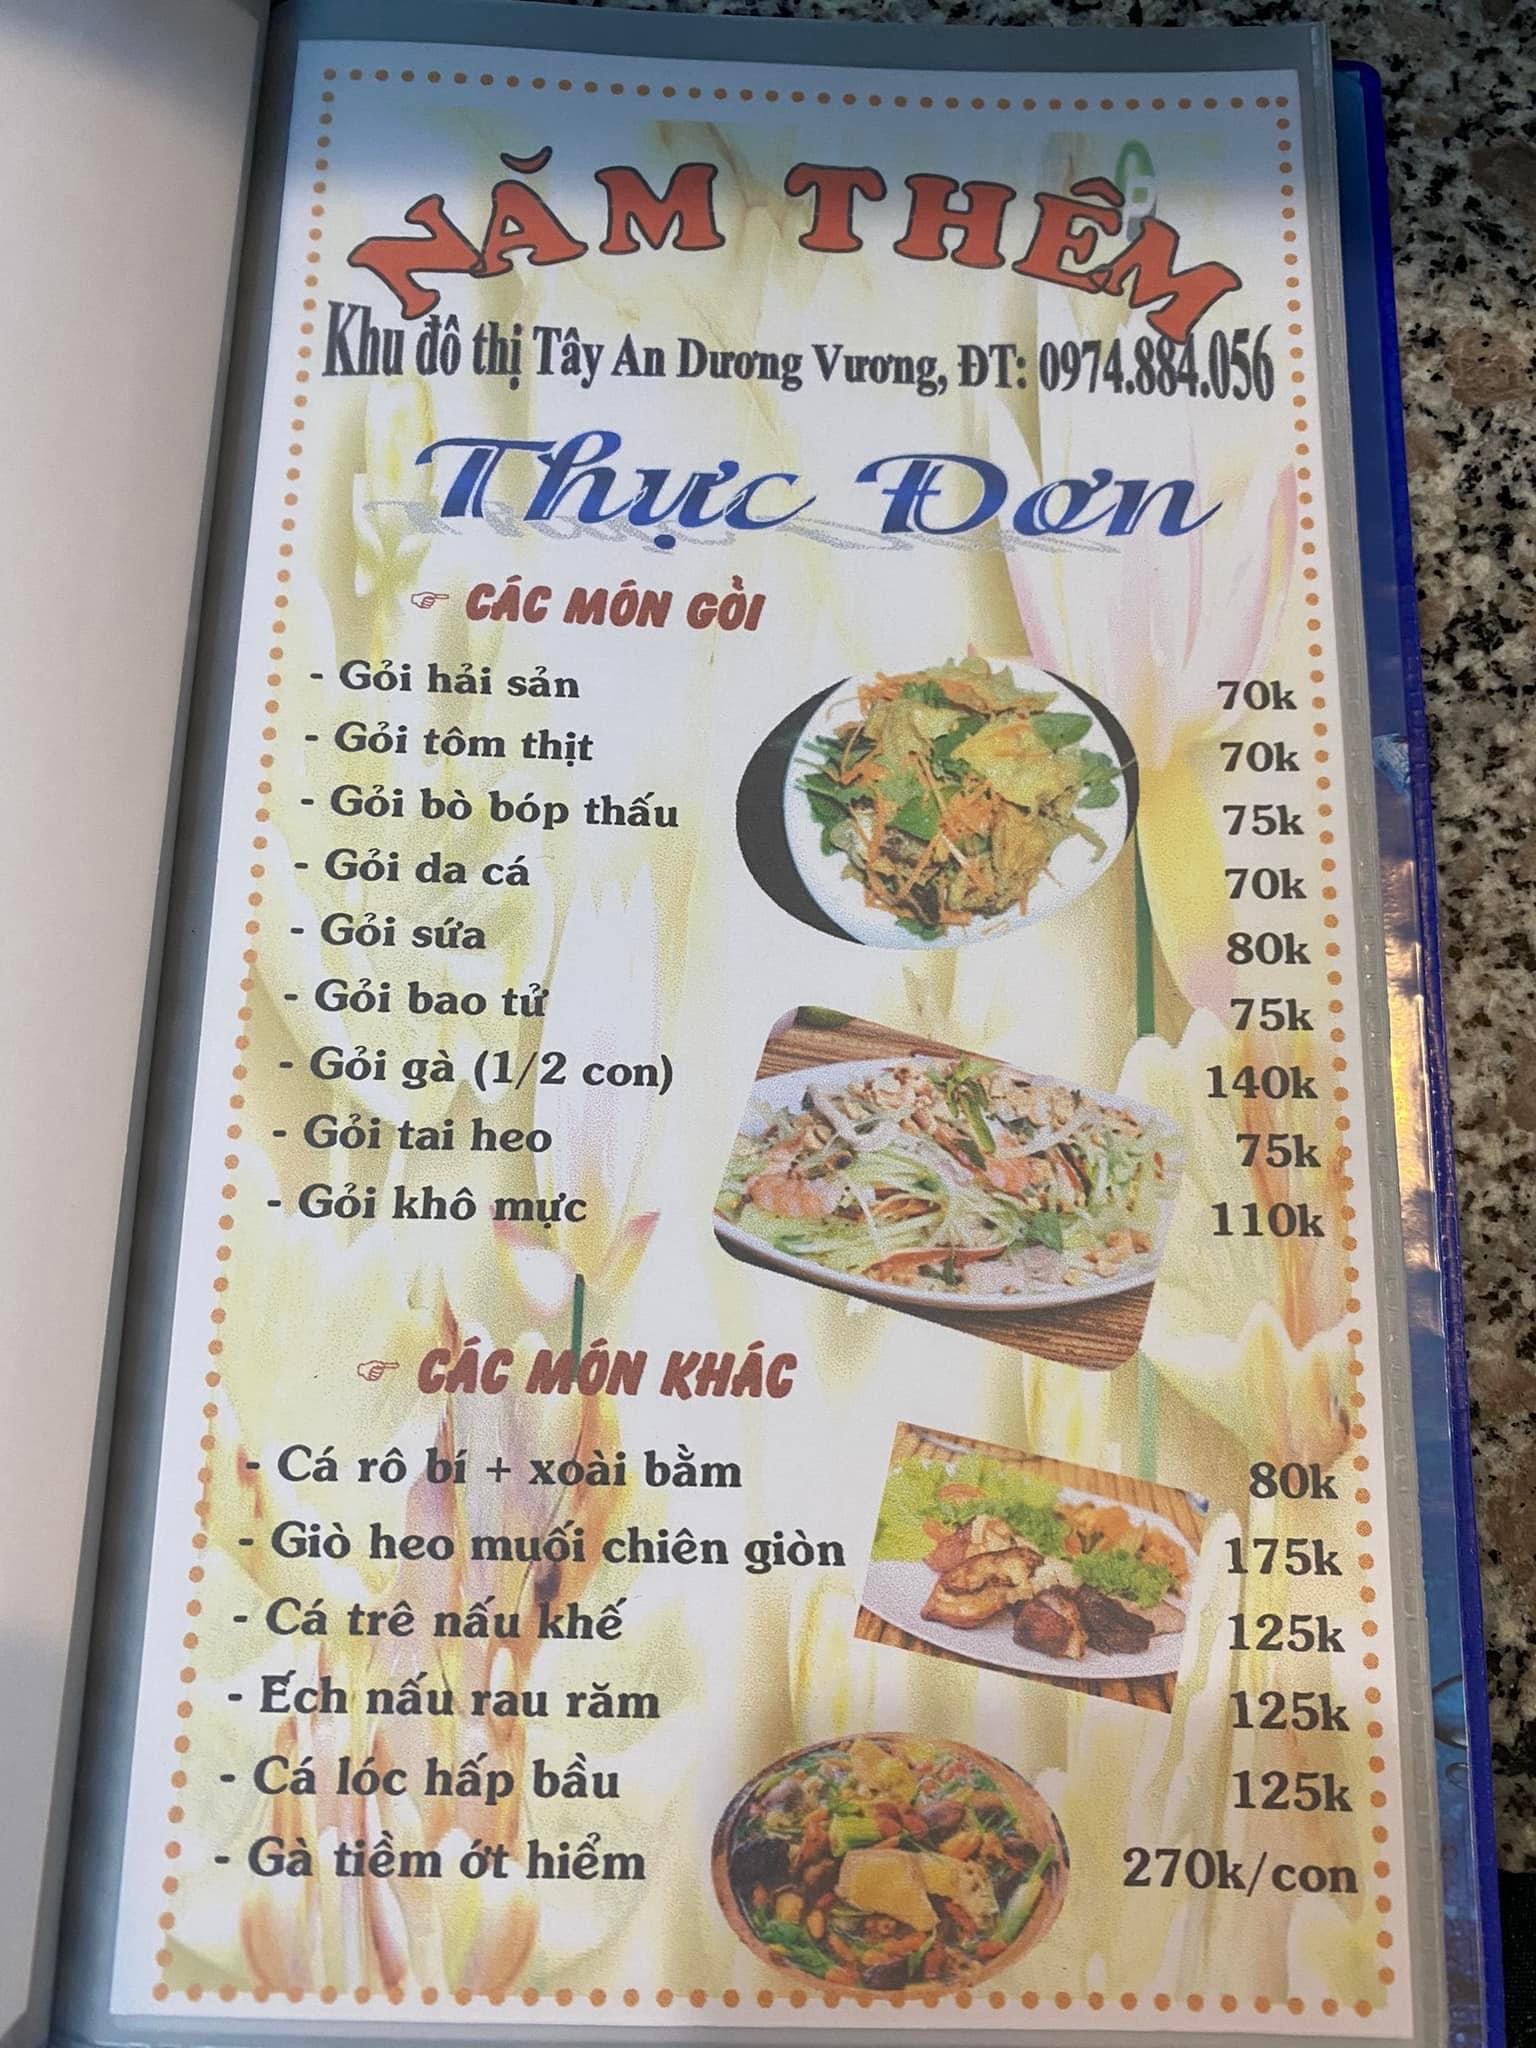 NĂM THÊM
Khu đô thị Tây An Dương Vương, ĐT: 0974.884.056
Thực Đơn
☞ CÁC MÓN GỎI
- Gỏi hải sản 70k
- Gỏi tôm thịt 70k
- Gỏi bò bóp thấu 75k
- Gỏi da cá 70k
- Gỏi sứa 80k
- Gỏi bao tử 75k
- Gỏi gà (1/2 con) 140k
- Gỏi tai heo 75k
- Gỏi khô mực 110k
☞ CÁC MÓN KHÁC
- Cá rô bí + xoài bằm 80k
- Giò heo muối chiên giòn 175k
- Cá trê nấu khế 125k
- Ếch nấu rau răm 125k
- Cá lóc hấp bầu 125k
- Gà tiềm ớt hiểm 270k/con